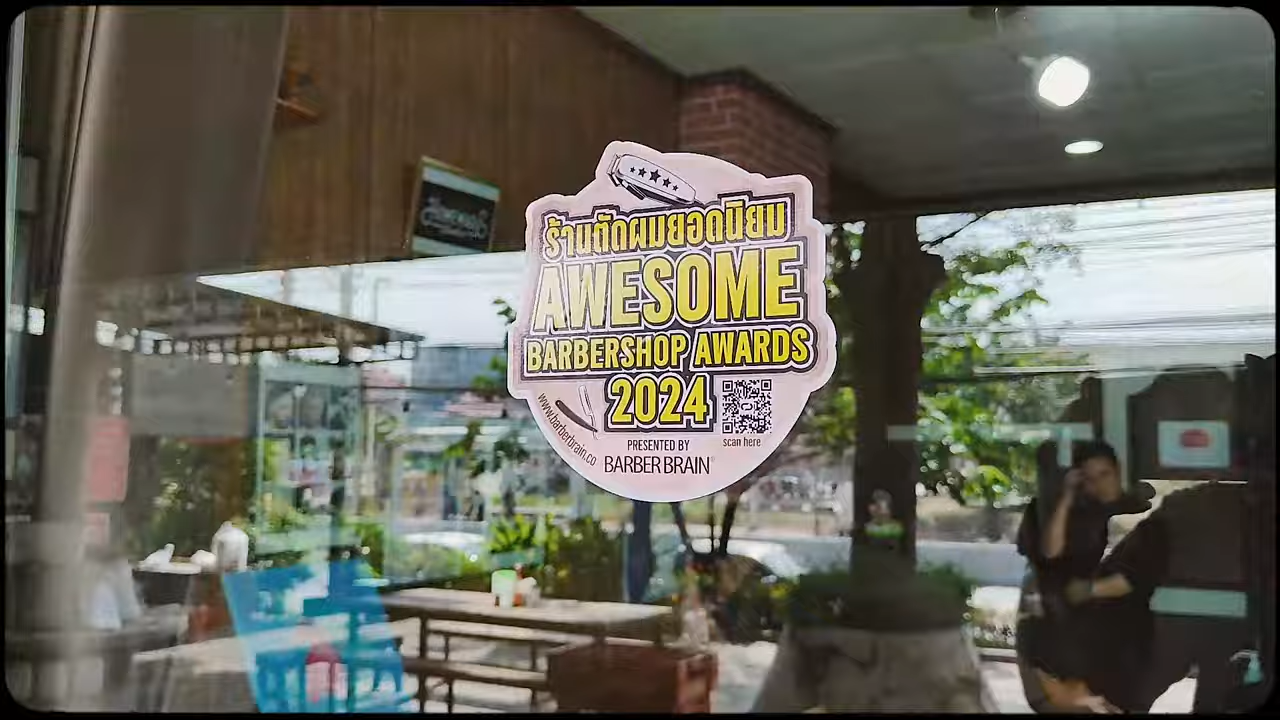 ร้านตัดผมยอดนิยม
AWESOME
BARBERSHOP AWARDS
2024
www.barberbrain.co
scan here
PRESENTED BY
BARBER BRAIN